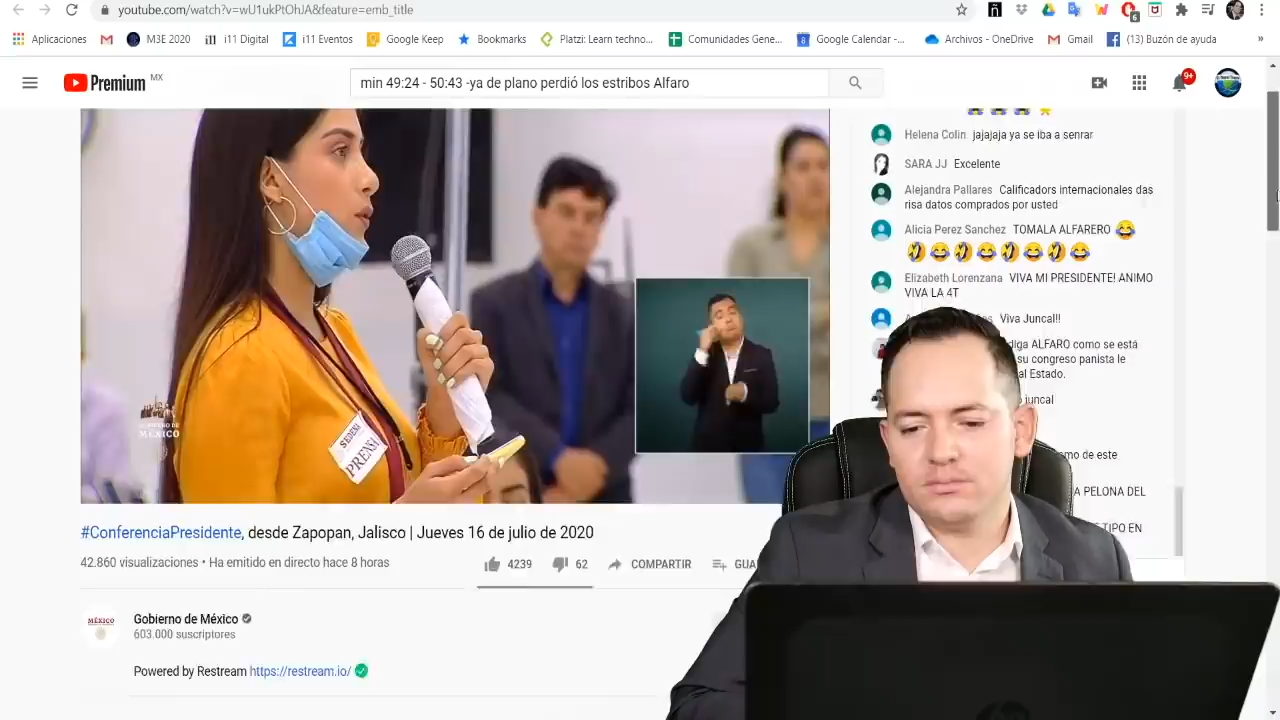 youtube.com/watch?v=wU1ukPtOhJA&feature=emb_title
6
Aplicaciones
M3E 2020
i11 Digital
i11 Eventos
Google Keep
Bookmarks
Platzi: Learn techno...
Comunidades Gene...
Google Calendar -...
Archivos - OneDrive
Gmail
(13) Buzón de ayuda
»
Premium MX
min 49:24 - 50:43 -ya de plano perdió los estribos Alfaro
9+
Helena Colin jajajaja ya se iba a senrar
SARA JJ Excelente
Alejandra Pallares Calificadors internacionales das
risa datos comprados por usted
Alicia Perez Sanchez TOMALA ALFARERO 😂
🤣😂🤣😂🤣😂🤣😂
Elizabeth Lorenzana VIVA MI PRESIDENTE! ANIMO
VIVA LA 4T
Viva Juncal!!
diga ALFARO como se está
su congreso panista le
al Estado.
juncal
de este
A PELONA DEL
TIPO EN
GOBIERNO DE
MÉXICO
SEDENA
PRENSA
#ConferenciaPresidente, desde Zapopan, Jalisco | Jueves 16 de julio de 2020
42.860 visualizaciones • Ha emitido en directo hace 8 horas
4239
62
COMPARTIR
GUA
MÉXICO
Gobierno de México
603.000 suscriptores
Powered by Restream https://restream.io/